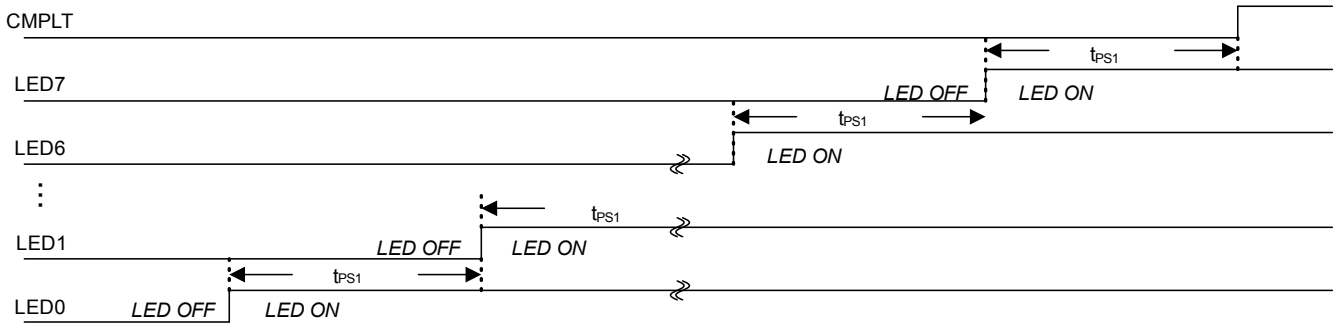 CMPLT
tPS1
LED7
LED OFF LED ON
tPS1
LED6
LED ON
⋮
tPS1
LED1
LED OFF LED ON
tPS1
LED0 LED OFF LED ON